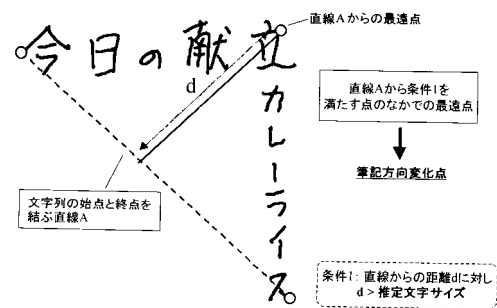 今日の献立
カレーライス
直線Aからの最遠点
d
直線Aから条件1を
満たす点のなかでの最遠点
筆記方向変化点
文字列の始点と終点を
結ぶ直線A
条件1: 直線からの距離dに対し
d > 推定文字サイズ